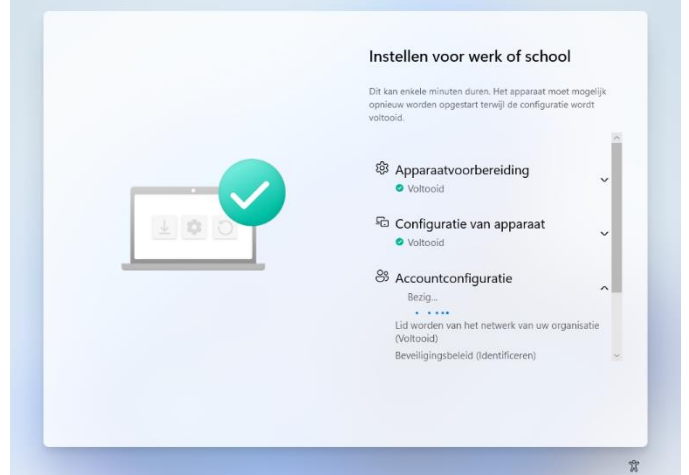 Instellen voor werk of school
Dit kan enkele minuten duren. Het apparaat moet mogelijk
opnieuw worden opgestart terwijl de configuratie wordt
voltooid.
Apparaatvoorbereiding
Voltooid
Configuratie van apparaat
Voltooid
Accountconfiguratie
Bezig...
Lid worden van het netwerk van uw organisatie
(Voltooid)
Beveiligingsbeleid (Identificeren)